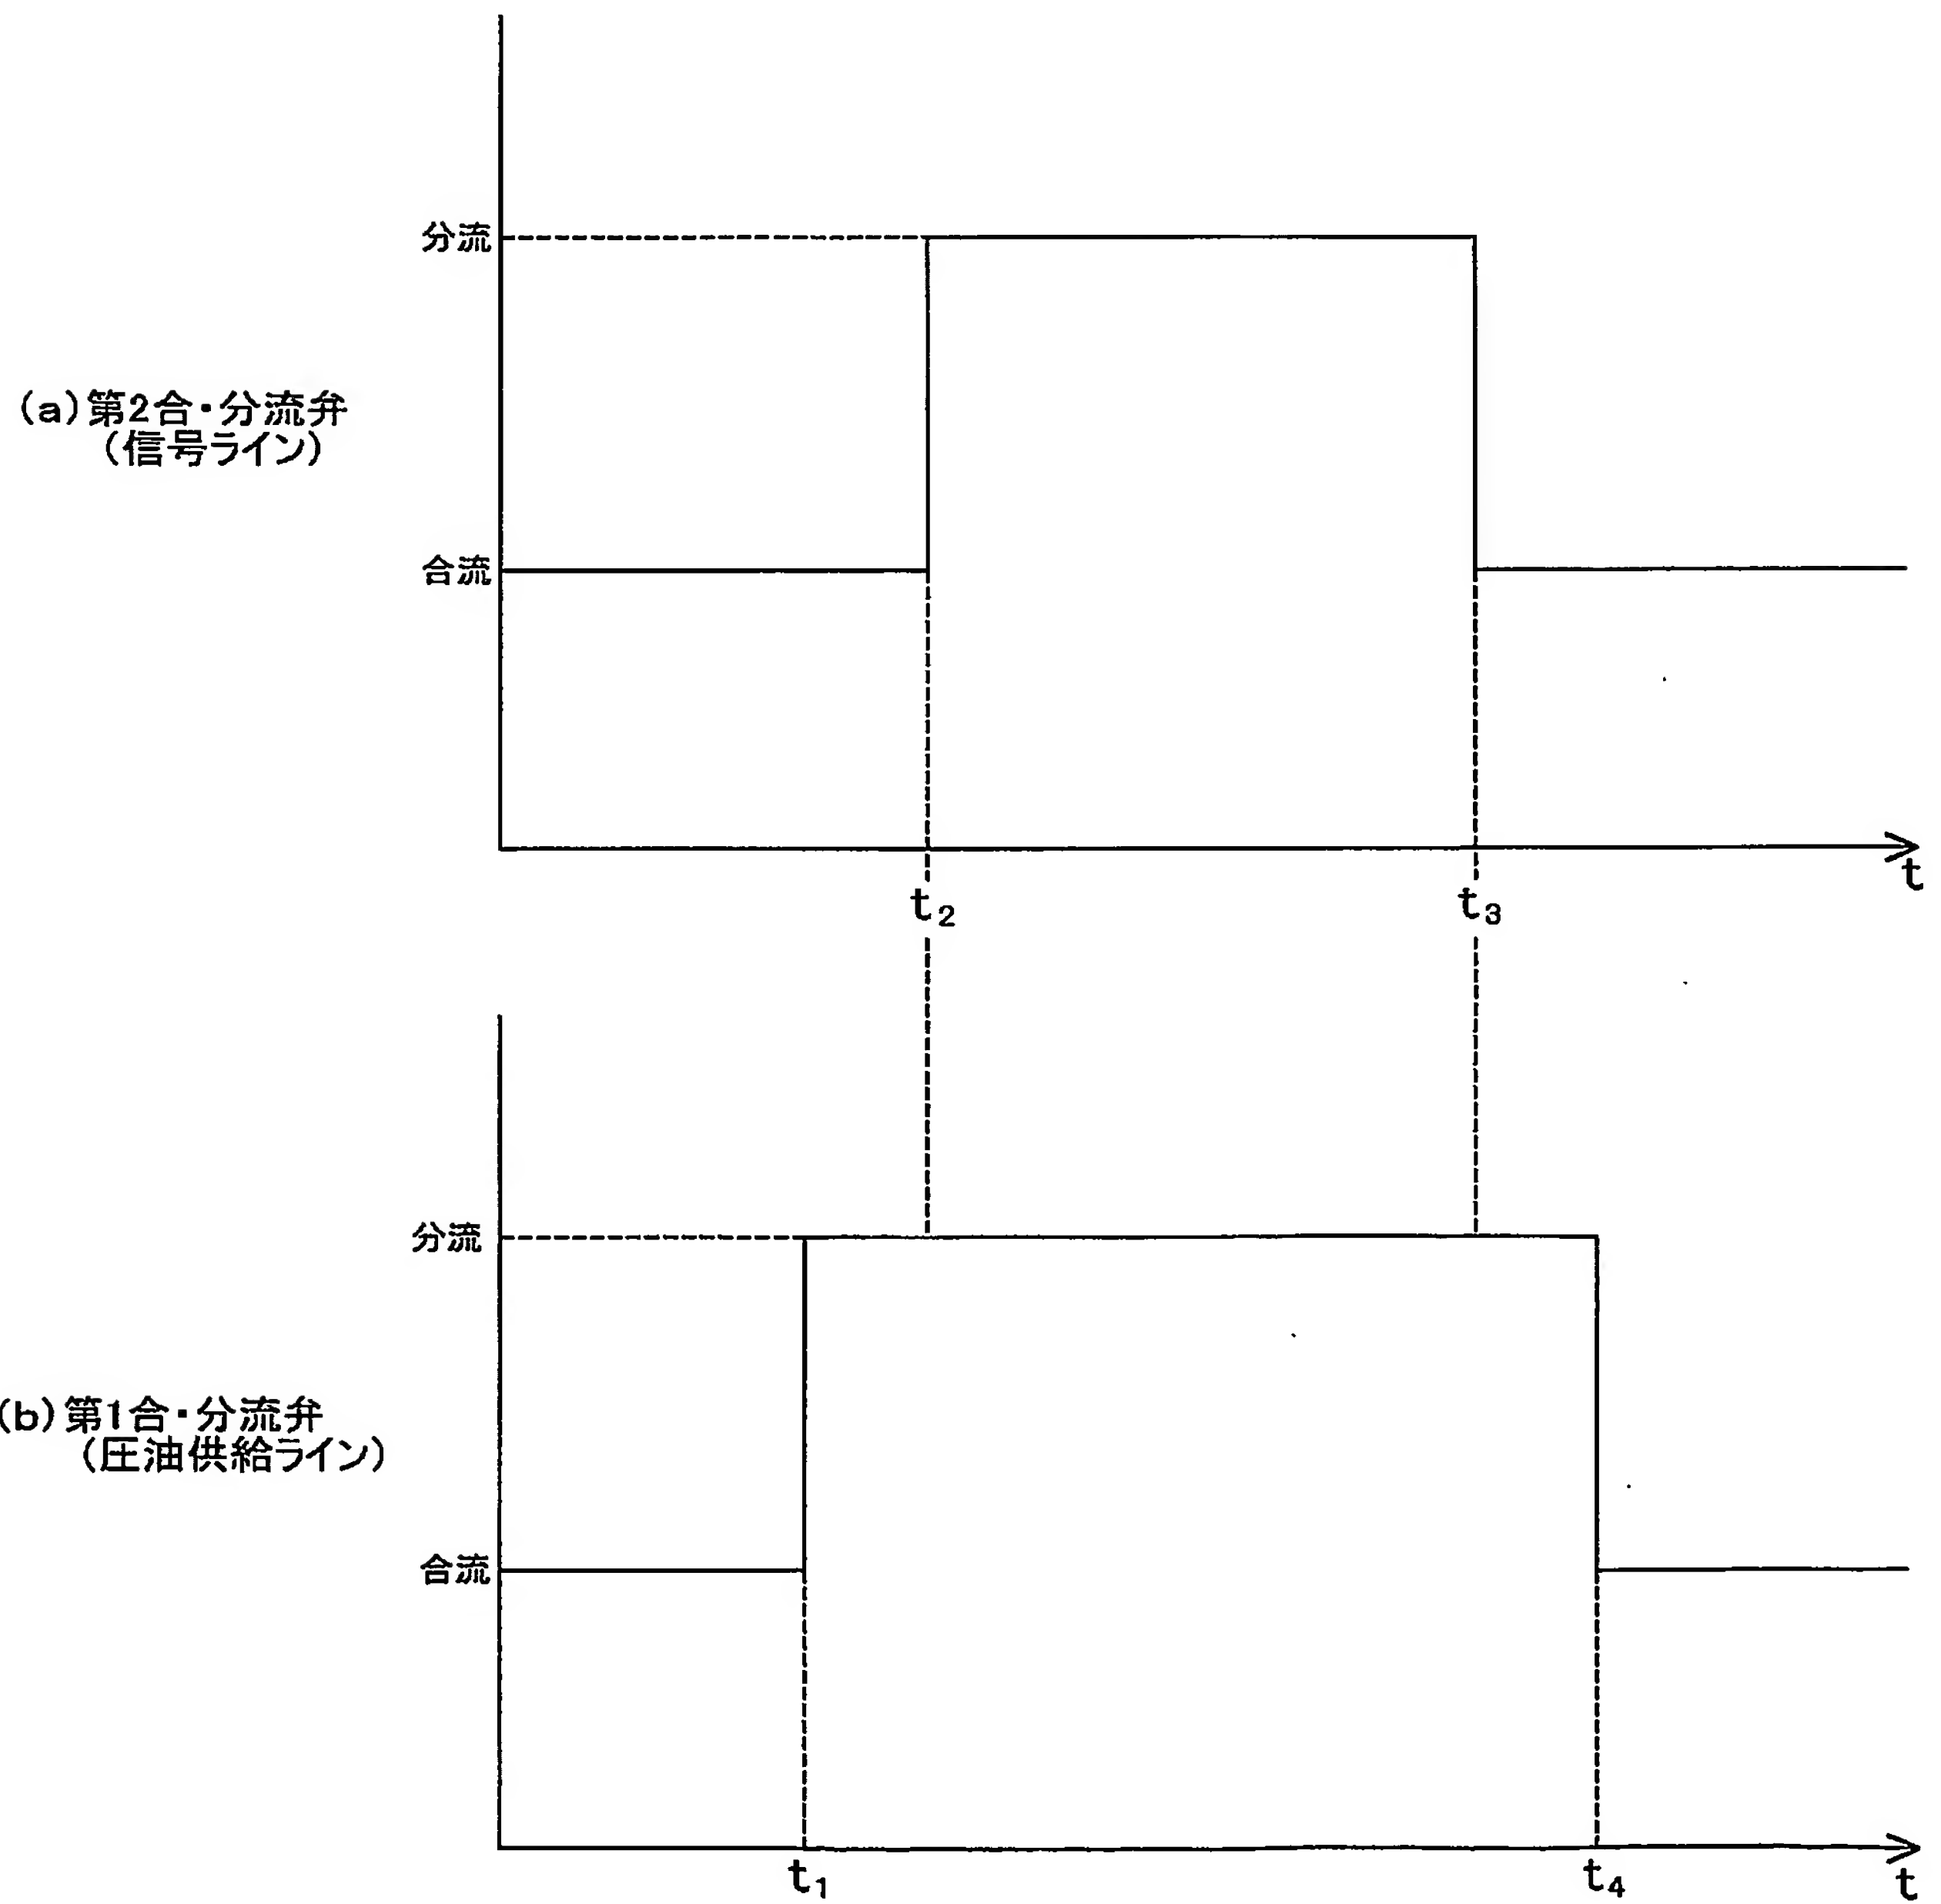 分流
(a)第2合・分流弁
(信号ライン)
合流
t
t2
t3
分流
(b)第1合・分流弁
(圧油供給ライン)
合流
t1
t4
t